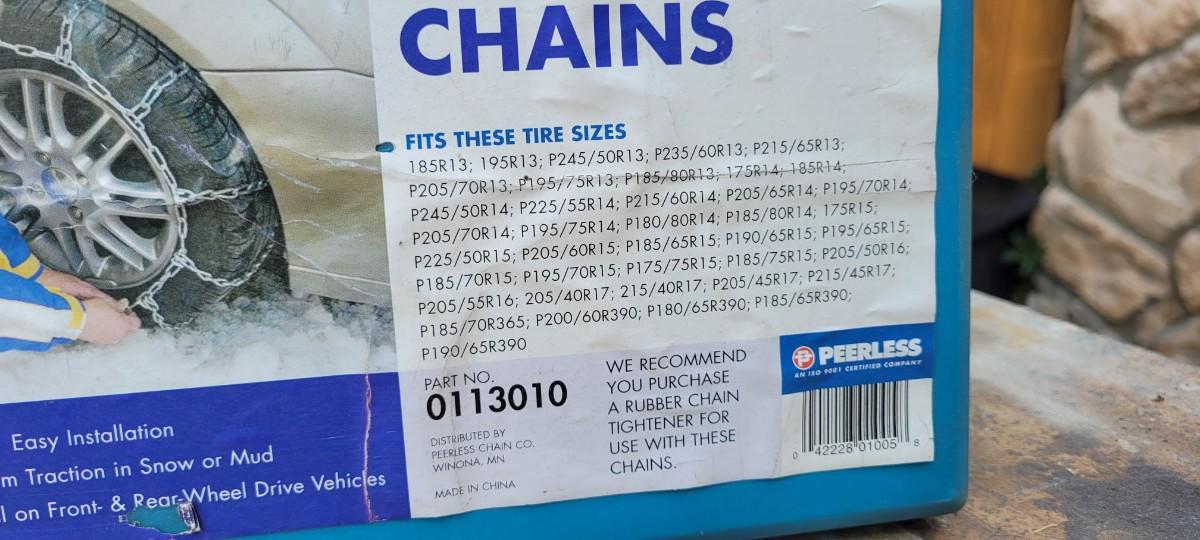 CHAINS
FITS THESE TIRE SIZES
185R13; 195R13; P245/50R13; P235/60R13; P215/65R13;
P205/70R13; P195/75R13; P185/80R13; 175R14; 185R14;
P245/50R14; P225/55R14; P215/60R14; P205/65R14; P195/70R14;
P205/70R14; P195/75R14; P180/80R14; P185/80R14; 175R15;
P225/50R15; P205/60R15; P185/65R15; P190/65R15; P195/65R15;
P185/70R15; P195/70R15; P175/75R15; P185/75R15; P205/50R16;
P205/55R16; 205/40R17; 215/40R17; P205/45R17; P215/45R17;
P185/70R365; P200/60R390; P180/65R390; P185/65R390;
P190/65R390
PART NO.
0113010
DISTRIBUTED BY
PEERLESS CHAIN CO.
WINONA, MN
MADE IN CHINA
WE RECOMMEND
YOU PURCHASE
A RUBBER CHAIN
TIGHTENER FOR
USE WITH THESE
CHAINS.
PEERLESS
AN ISO 9001 CERTIFIED COMPANY
0 42228 01005 8
Easy Installation
m Traction in Snow or Mud
l on Front- & Rear-Wheel Drive Vehicles